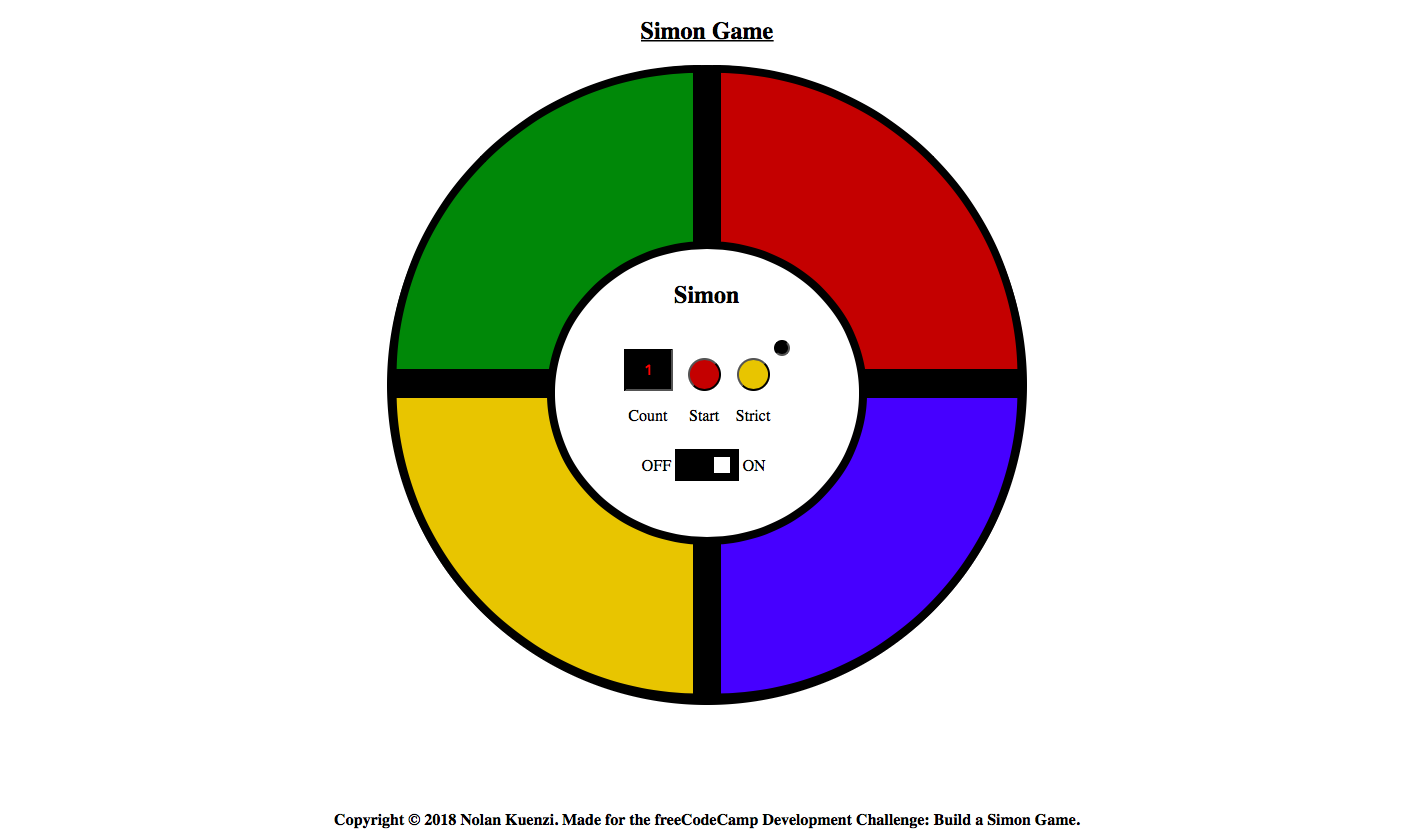 Simon Game
Simon
1
Count Start Strict
OFF ON
Copyright © 2018 Nolan Kuenzi. Made for the freeCodeCamp Development Challenge: Build a Simon Game.